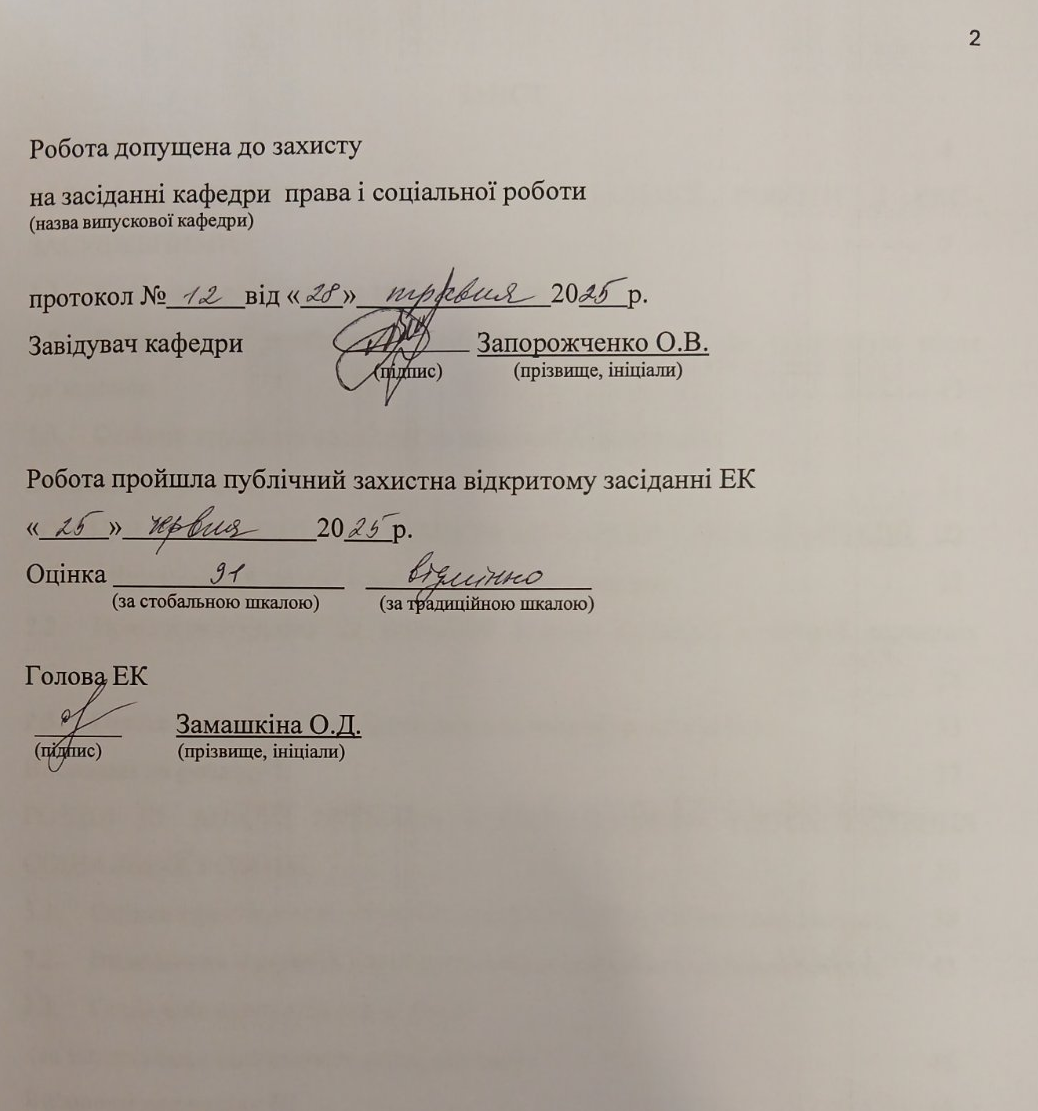 2
Робота допущена до захисту
на засіданні кафедри права і соціальної роботи
(назва випускової кафедри)
протокол № 12 від « 28 » травня 2025 р.
Завідувач кафедри Запорожченко О.В.
(підпис) (прізвище, ініціали)
Робота пройшла публічний захистна відкритому засіданні ЕК
« 25 » червня 2025 р.
Оцінка 91 відмінно
(за стобальною шкалою) (за традиційною шкалою)
Голова ЕК
Замашкіна О.Д.
(підпис) (прізвище, ініціали)